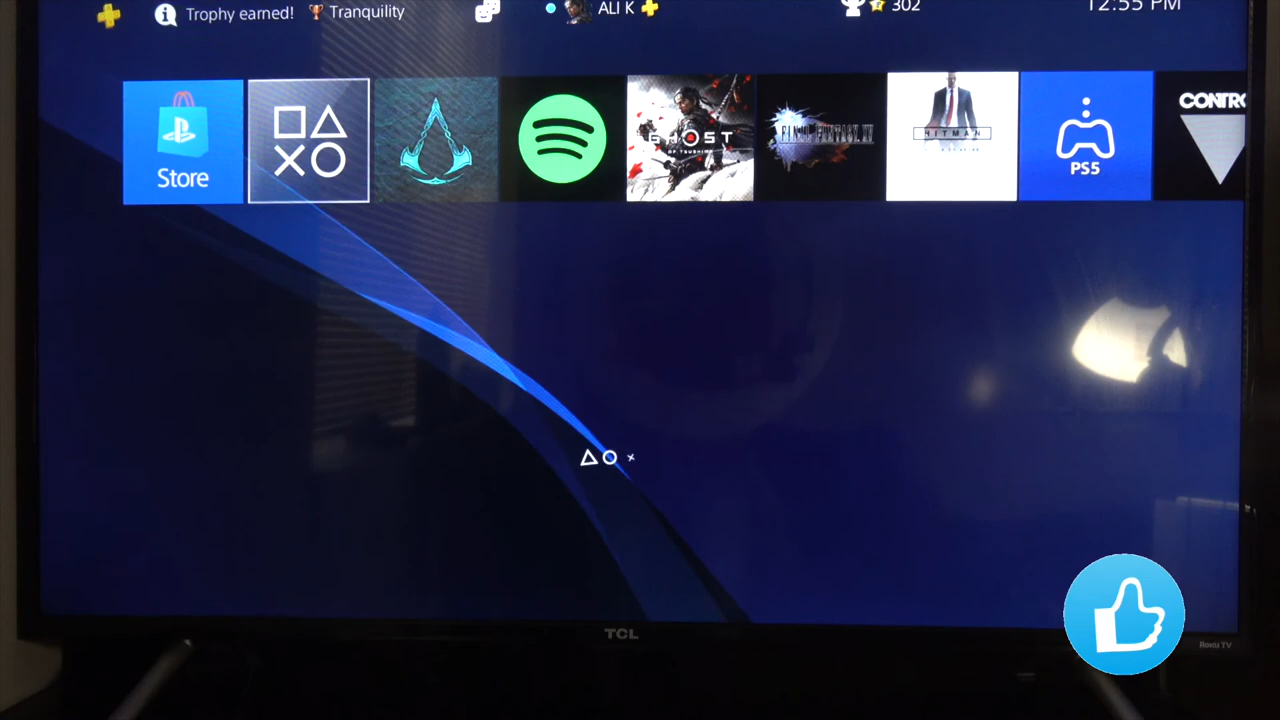 Trophy earned! Tranquility
ALI K
302
12:55 PM
Store
GHOST
OF TSUSHIMA
FINAL FANTASY XV
HITMAN
PS5
CONTRO
TCL
Roku TV